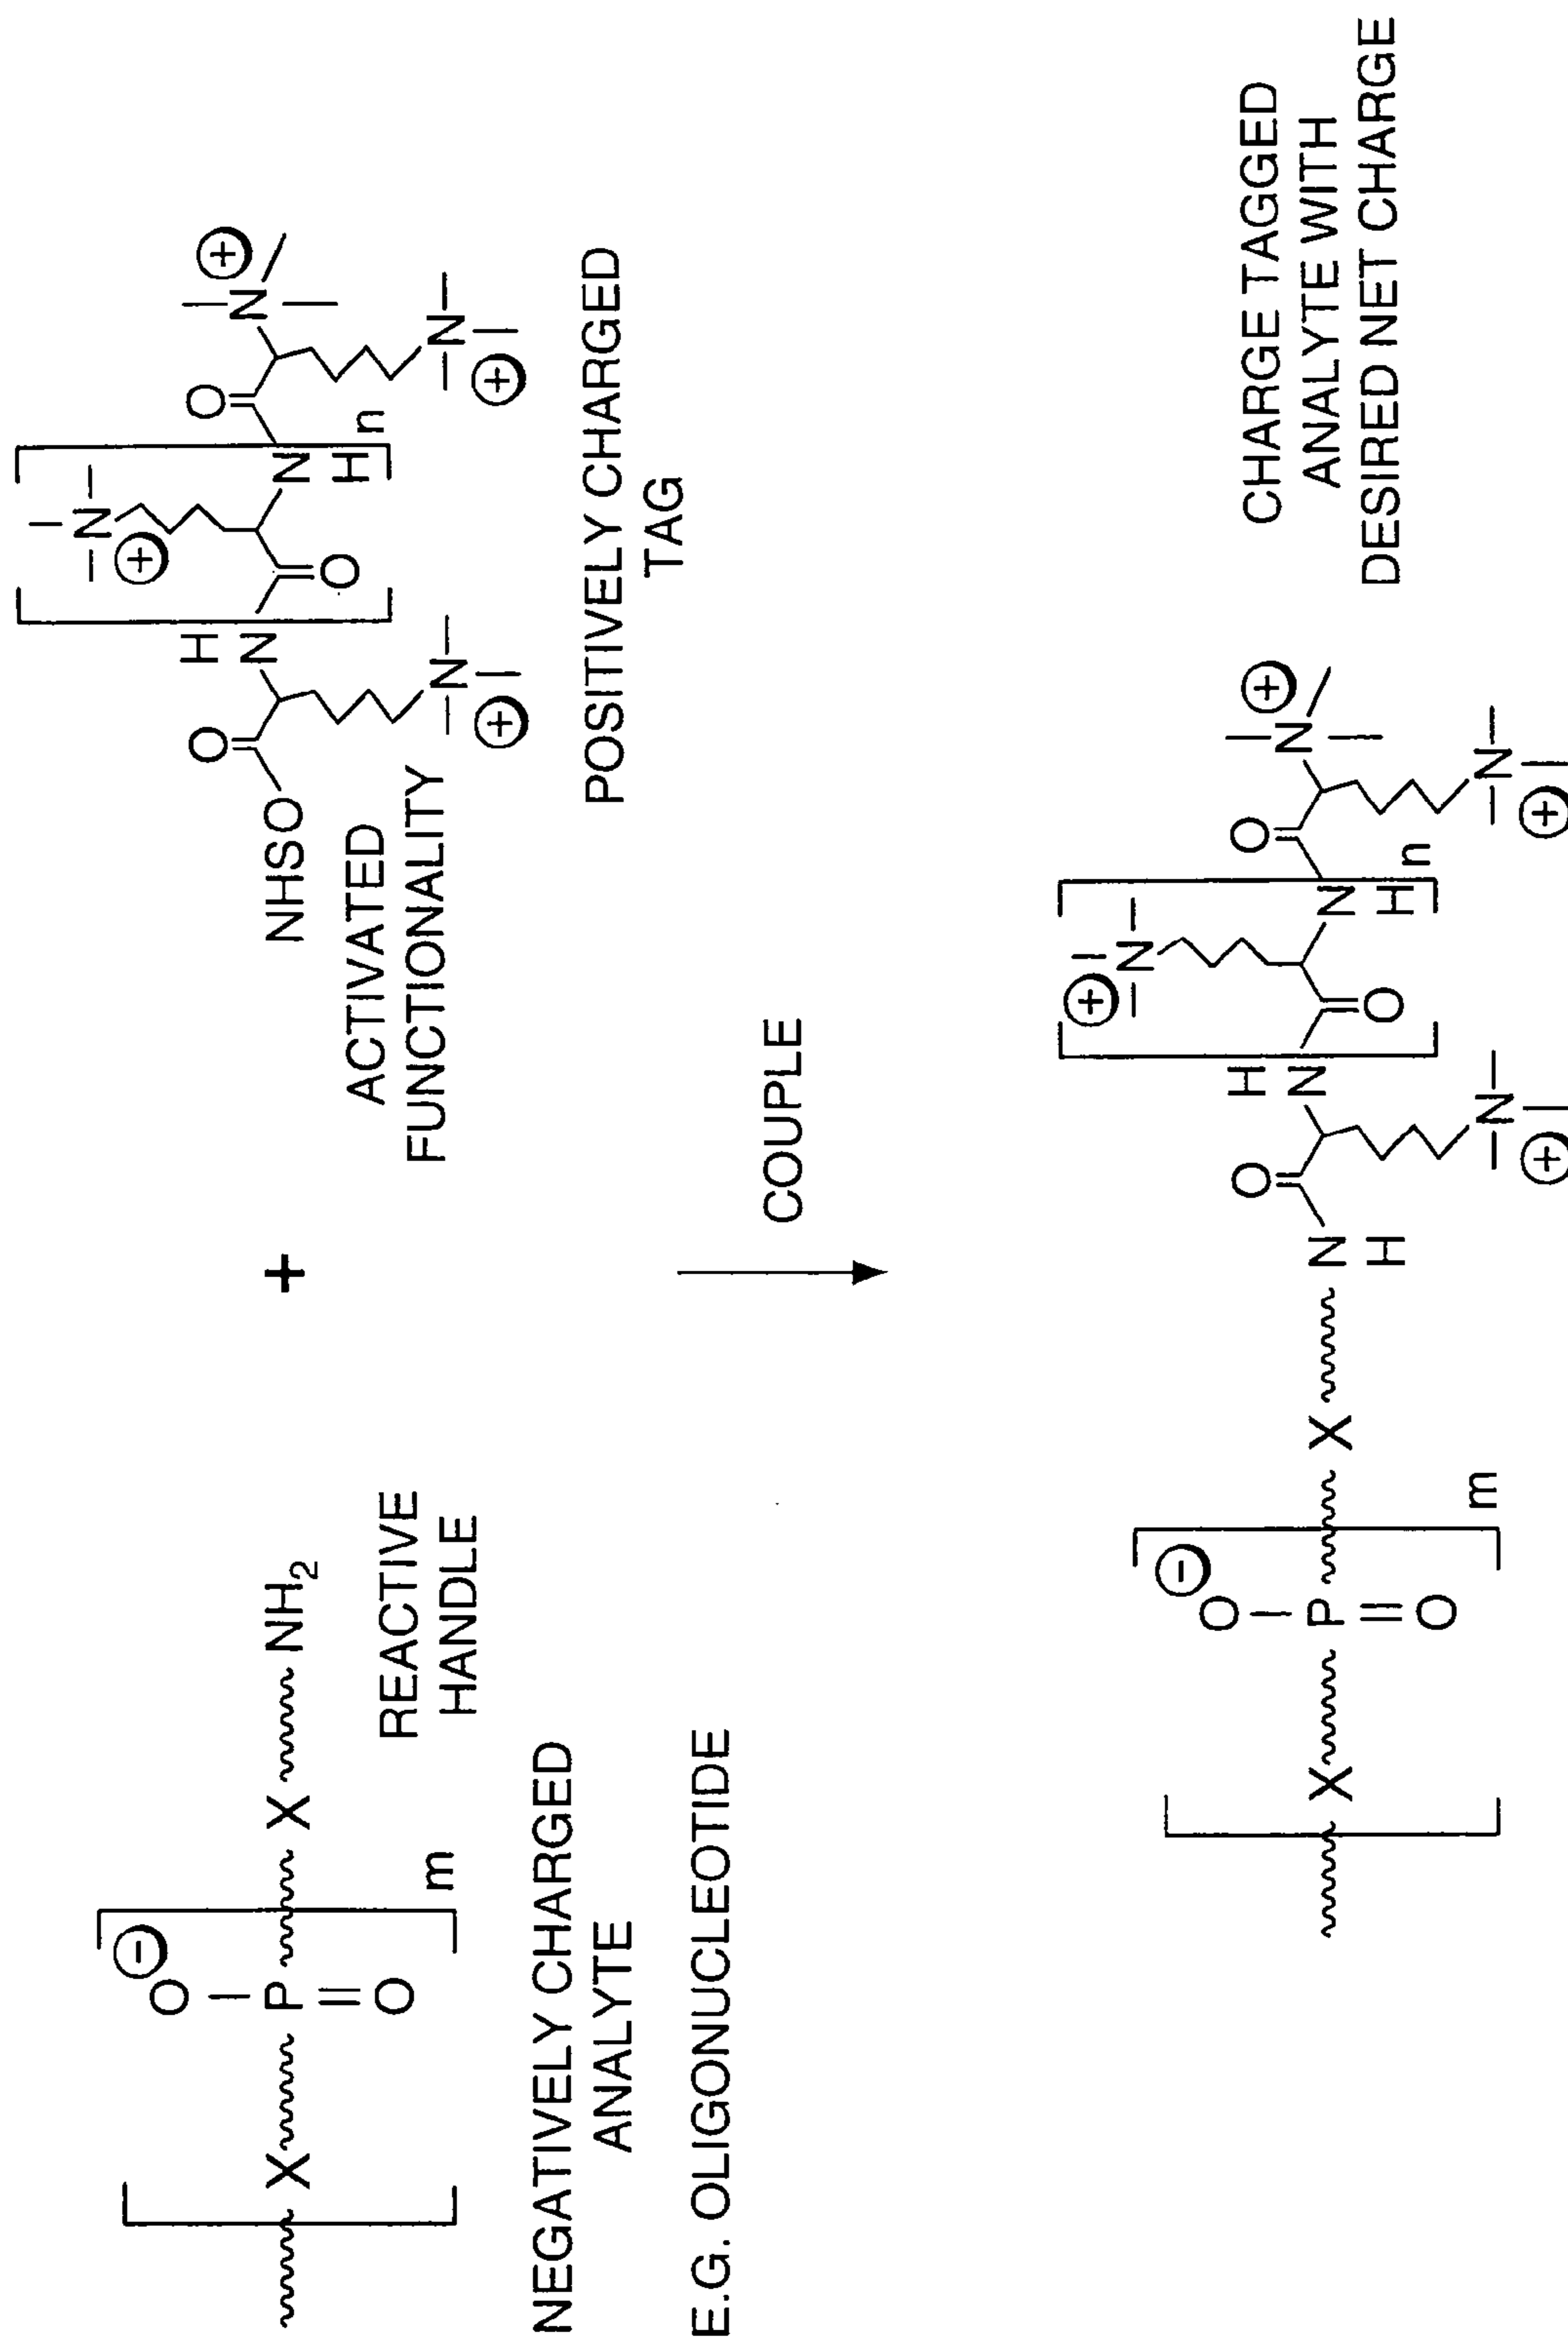 O
⊖
X
P
X
NH2
O
m
REACTIVE
HANDLE
NEGATIVELY CHARGED
ANALYTE
E.G. OLIGONUCLEOTIDE
+
NHSO
O
H
N
N
⊕
O
N
⊕
N
H
n
O
N
⊕
N
⊕
ACTIVATED
FUNCTIONALITY
POSITIVELY CHARGED
TAG
COUPLE
O
⊖
X
P
X
O
m
N
H
O
H
N
N
⊕
O
N
⊕
N
H
n
O
N
⊕
N
⊕
CHARGE TAGGED
ANALYTE WITH
DESIRED NET CHARGE